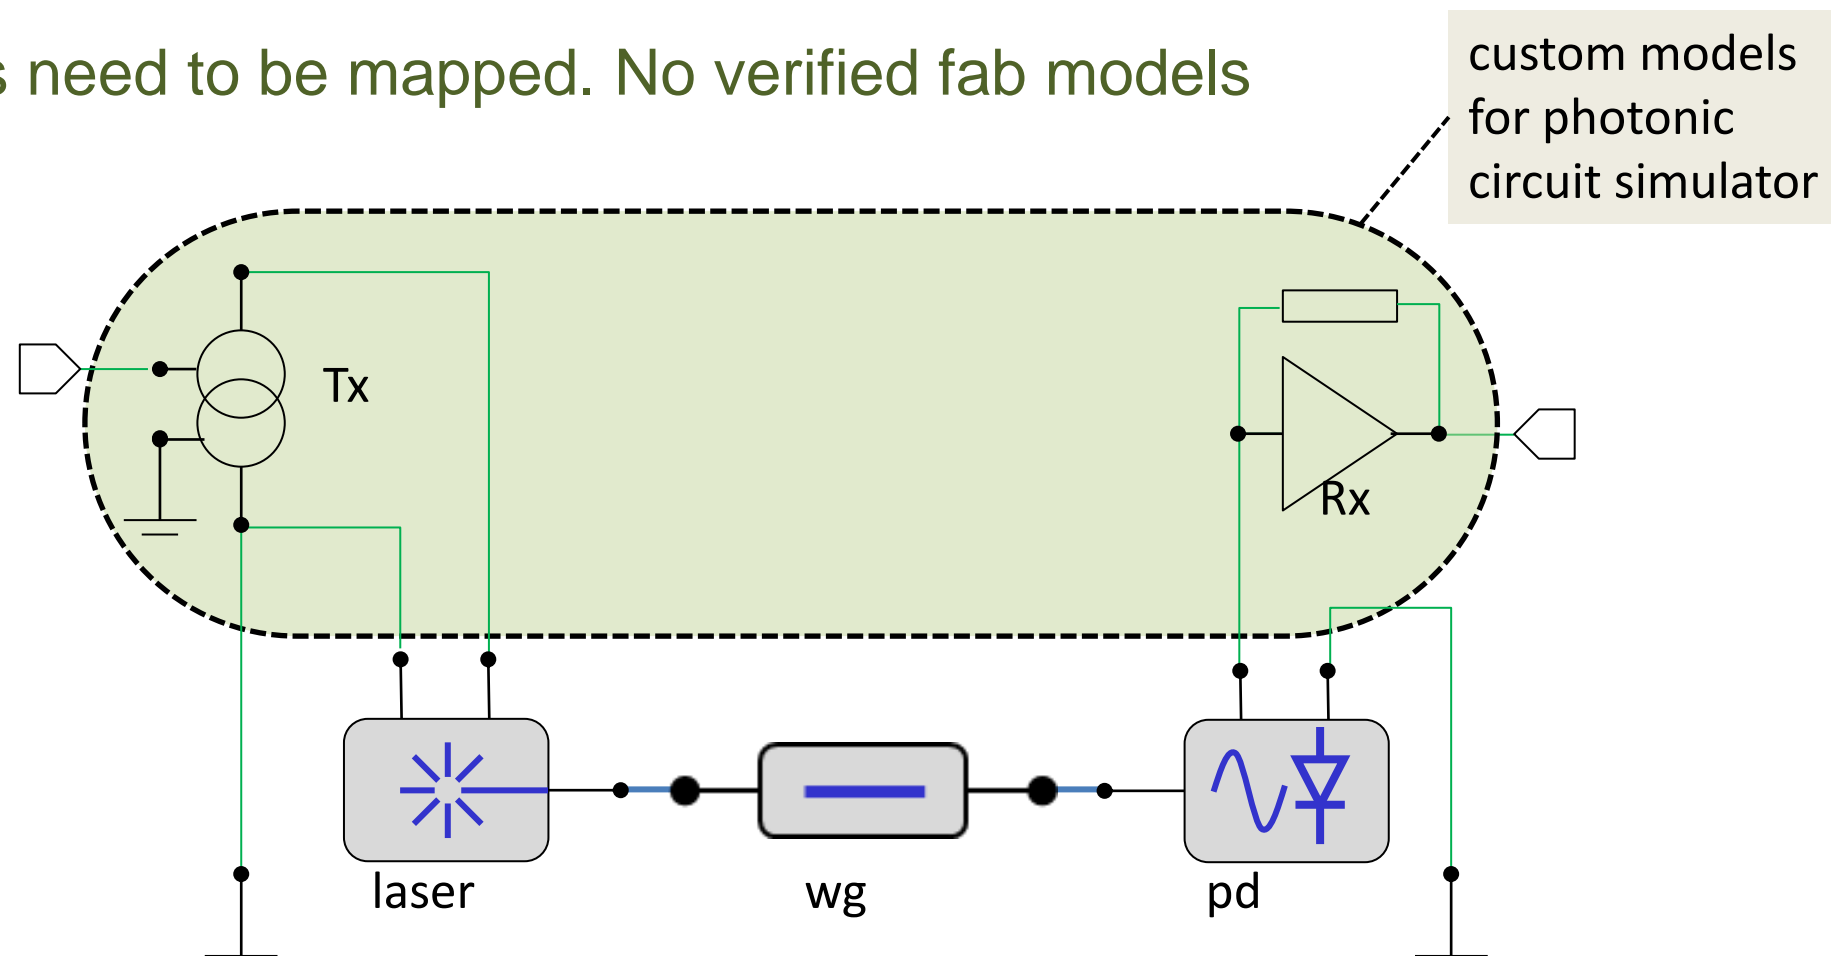 s need to be mapped. No verified fab models
custom models
for photonic
circuit simulator
Tx
Rx
laser
wg
pd